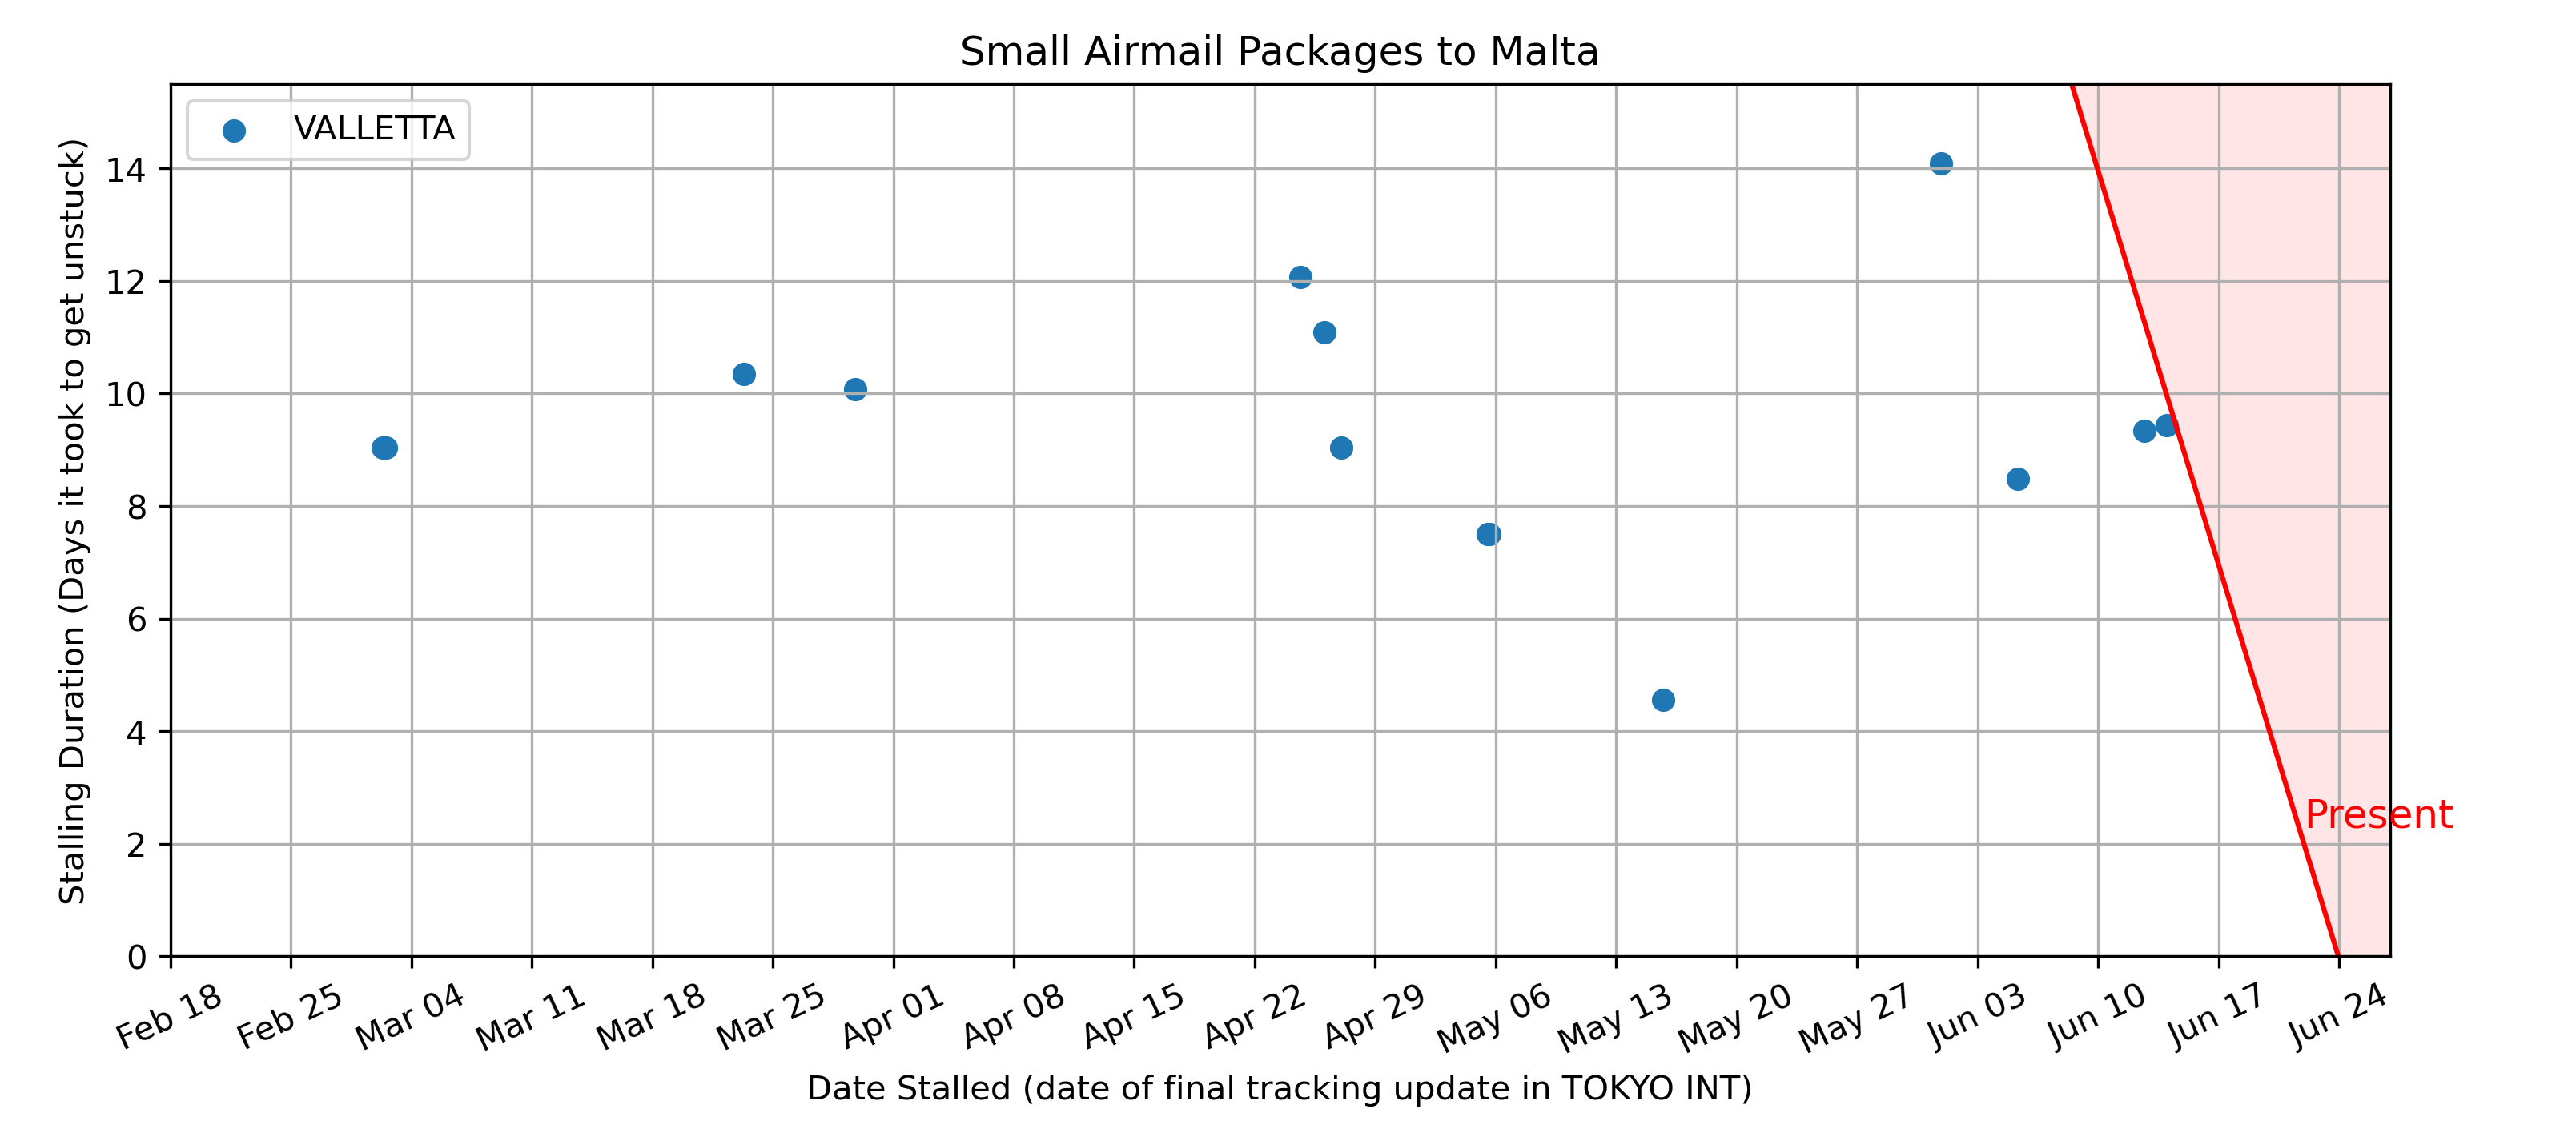 Small Airmail Packages to Malta
VALLETTA
Stalling Duration (Days it took to get unstuck)
14
12
10
8
6
4
2
0
Present
Feb 18
Feb 25
Mar 04
Mar 11
Mar 18
Mar 25
Apr 01
Apr 08
Apr 15
Apr 22
Apr 29
May 06
May 13
May 20
May 27
Jun 03
Jun 10
Jun 17
Jun 24
Date Stalled (date of final tracking update in TOKYO INT)